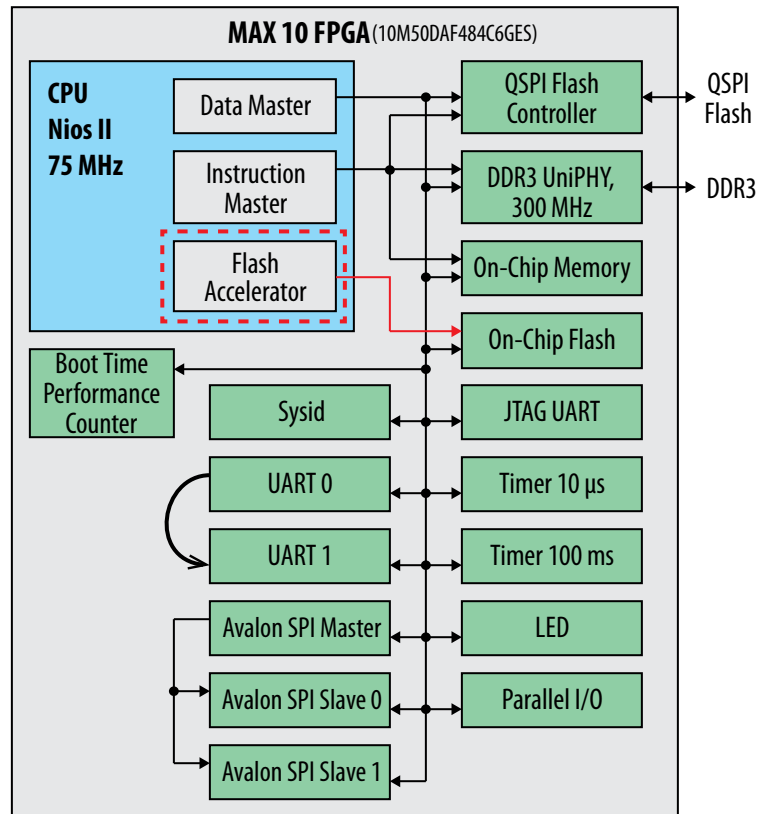 MAX 10 FPGA (10M50DAF484C6GES)
CPU
Nios II
75 MHz
Data Master
Instruction
Master
Flash
Accelerator
QSPI Flash
Controller
QSPI
Flash
DDR3 UniPHY,
300 MHz
DDR3
On-Chip Memory
On-Chip Flash
Boot Time
Performance
Counter
Sysid
JTAG UART
UART 0
Timer 10 µs
UART 1
Timer 100 ms
Avalon SPI Master
LED
Avalon SPI Slave 0
Parallel I/O
Avalon SPI Slave 1